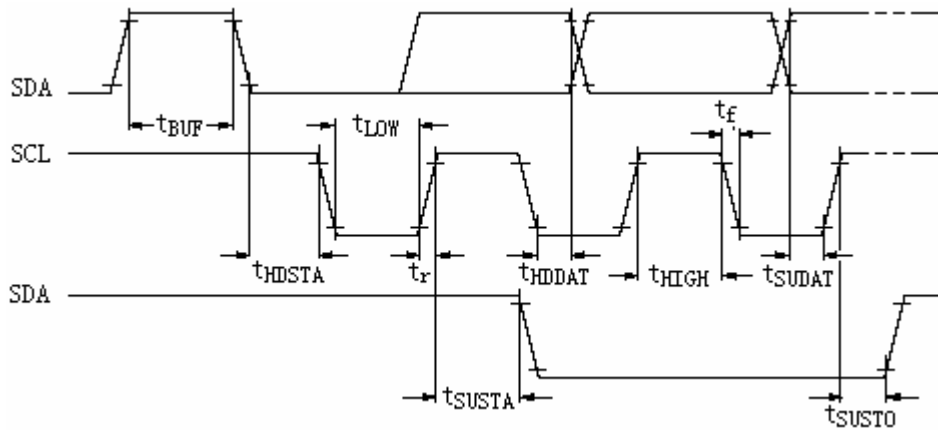 SDA
tBUF tLOW tf
SCL
tHDSTA tr tHDDAT tHIGH tSUDAT
SDA
tSUSTA tSUSTO